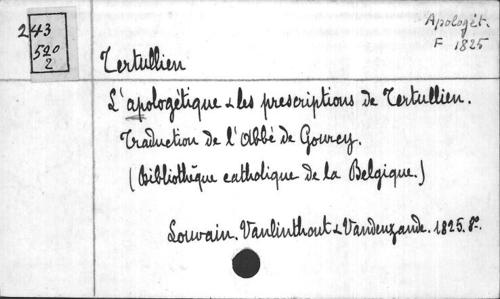 243
520
2
Apologét.
F 1825
Tertullien
L'apologétique & les prescriptions de Tertullien.
Traduction de l'Abbé de Gourcy.
(Bibliothèque catholique de la Belgique.)
Louvain. Vanlinthout & Vandenzande. 1825. 8º.